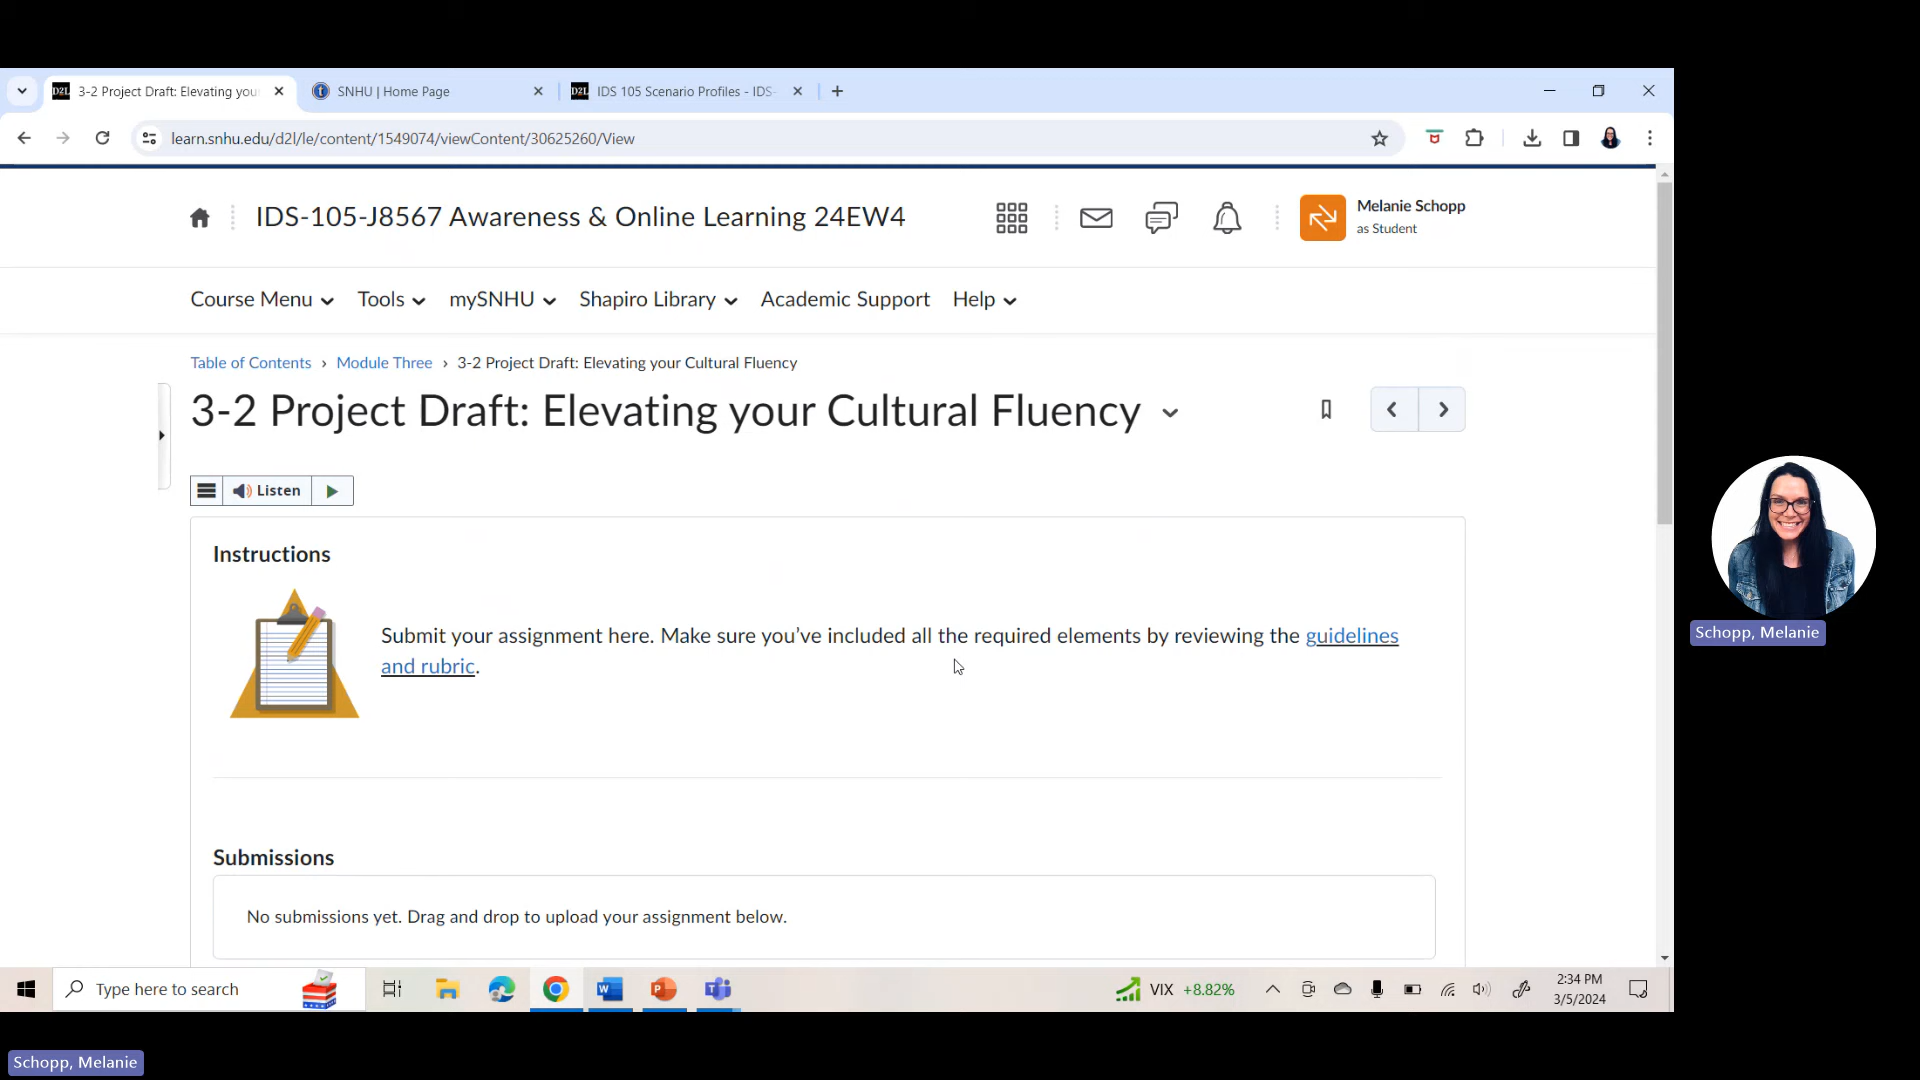 D2L 3-2 Project Draft: Elevating you
SNHU | Home Page
D2L IDS 105 Scenario Profiles - IDS-
learn.snhu.edu/d2l/le/content/1549074/viewContent/30625260/View
IDS-105-J8567 Awareness & Online Learning 24EW4
Melanie Schopp
as Student
Course Menu Tools mySNHU Shapiro Library Academic Support Help
Table of Contents › Module Three › 3-2 Project Draft: Elevating your Cultural Fluency
3-2 Project Draft: Elevating your Cultural Fluency
Listen
Instructions
Submit your assignment here. Make sure you've included all the required elements by reviewing the guidelines
and rubric.
Schopp, Melanie
Submissions
No submissions yet. Drag and drop to upload your assignment below.
Type here to search
VIX +8.82%
2:34 PM
3/5/2024
Schopp, Melanie